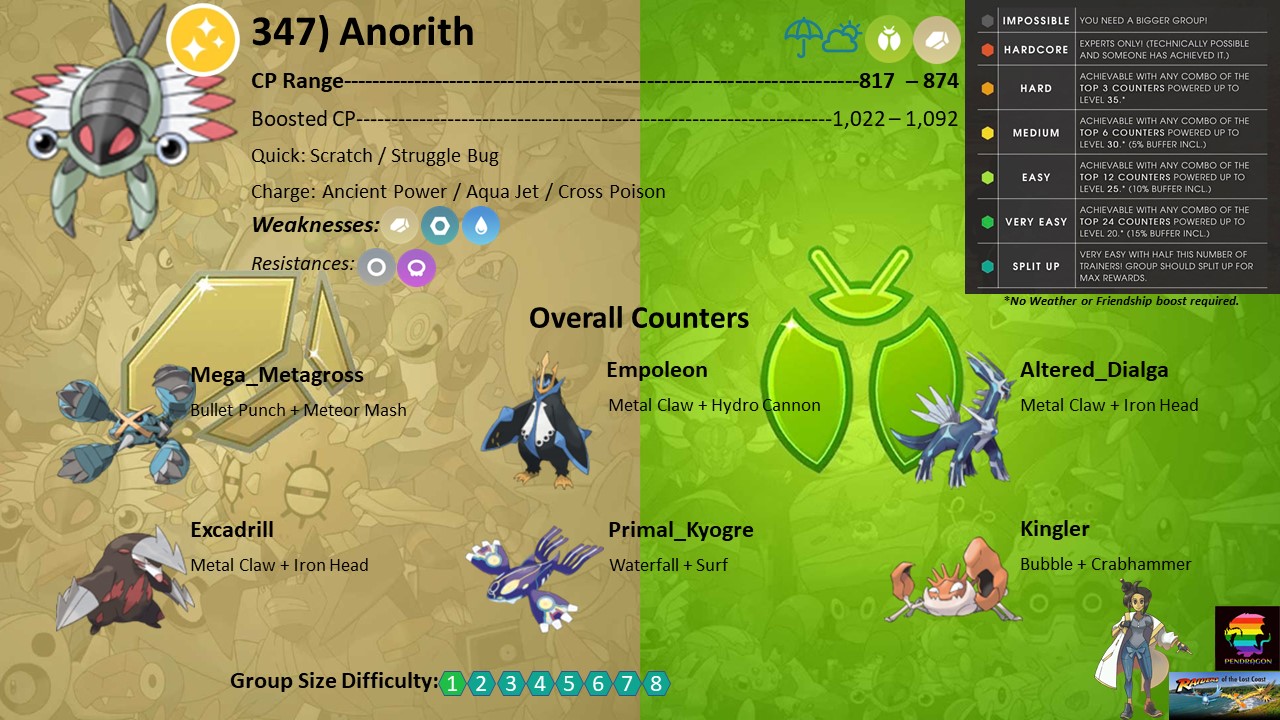 347) Anorith
CP Range------------------------------------------------------------------------817 – 874
Boosted CP-------------------------------------------------------------------1,022 – 1,092
Quick: Scratch / Struggle Bug
Charge: Ancient Power / Aqua Jet / Cross Poison
Weaknesses:
Resistances:
IMPOSSIBLE YOU NEED A BIGGER GROUP!
HARDCORE EXPERTS ONLY! (TECHNICALLY POSSIBLE
AND SOMEONE HAS ACHIEVED IT.)
HARD ACHIEVABLE WITH ANY COMBO OF THE
TOP 3 COUNTERS POWERED UP TO
LEVEL 35.*
MEDIUM ACHIEVABLE WITH ANY COMBO OF THE
TOP 6 COUNTERS POWERED UP TO
LEVEL 30.* (5% BUFFER INCL.)
EASY ACHIEVABLE WITH ANY COMBO OF THE
TOP 12 COUNTERS POWERED UP TO
LEVEL 25.* (10% BUFFER INCL.)
VERY EASY ACHIEVABLE WITH ANY COMBO OF THE
TOP 24 COUNTERS POWERED UP TO
LEVEL 20.* (15% BUFFER INCL.)
SPLIT UP VERY EASY WITH HALF THIS NUMBER OF
TRAINERS! GROUP SHOULD SPLIT UP FOR
MAX REWARDS.
*No Weather or Friendship boost required.
Overall Counters
Mega_Metagross
Bullet Punch + Meteor Mash
Empoleon
Metal Claw + Hydro Cannon
Altered_Dialga
Metal Claw + Iron Head
Excadrill
Metal Claw + Iron Head
Primal_Kyogre
Waterfall + Surf
Kingler
Bubble + Crabhammer
Group Size Difficulty: 1 2 3 4 5 6 7 8
PENDRAGON
RAIDERS of the Lost Coast